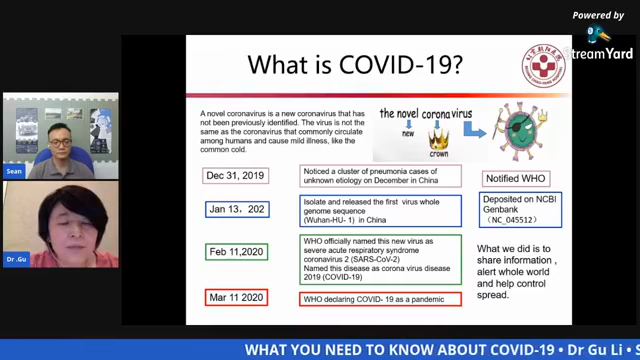 Powered by
StreamYard
What is COVID-19?
A novel coronavirus is a new coronavirus that has
not been previously identified. The virus is not the
same as the coronavirus that commonly circulate
among humans and cause mild illness, like the
common cold.
the novel coronavirus
new
crown
Dec 31, 2019
Noticed a cluster of pneumonia cases of
unknown etiology on December in China
Notified WHO
Jan 13，202
Isolate and released the first virus whole
genome sequence
(Wuhan-HU- 1) in China
Deposited on NCBI
Genbank
（NC_045512）
Feb 11,2020
WHO officially named this new virus as
severe acute respiratory syndrome
coronavirus 2 (SARS-CoV-2)
Named this disease as corona virus disease
2019 (COVID-19)
What we did is to
share information ,
alert whole world
and help control
spread.
Mar 11 2020
WHO declaring COVID- 19 as a pandemic
Sean
Dr .Gu
WHAT YOU NEED TO KNOW ABOUT COVID-19 • Dr Gu Li • S